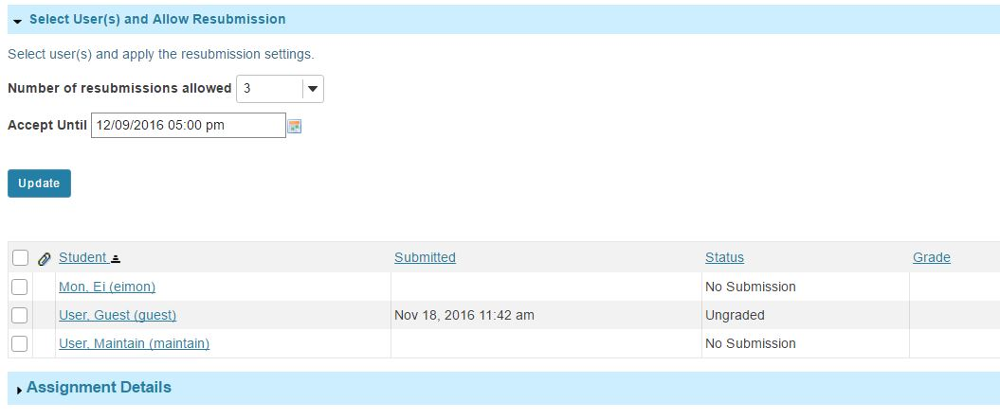 Select User(s) and Allow Resubmission
Select user(s) and apply the resubmission settings.
Number of resubmissions allowed 3
Accept Until 12/09/2016 05:00 pm
Update
Student Submitted Status Grade
Mon, Ei (eimon) No Submission
User, Guest (guest) Nov 18, 2016 11:42 am Ungraded
User, Maintain (maintain) No Submission
Assignment Details